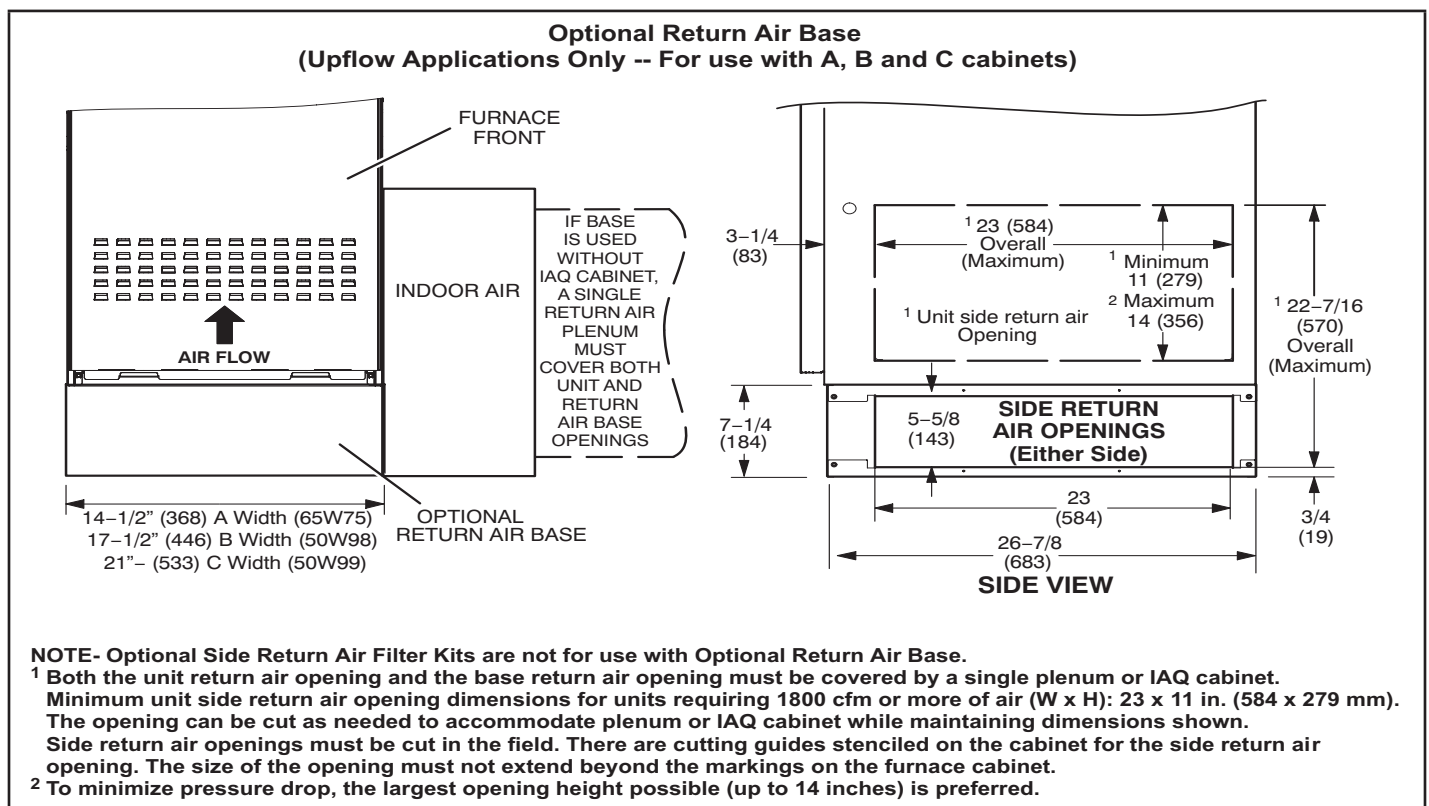 Optional Return Air Base
(Upflow Applications Only -- For use with A, B and C cabinets)
FURNACE
FRONT
INDOOR AIR
IF BASE
IS USED
WITHOUT
IAQ CABINET,
A SINGLE
RETURN AIR
PLENUM
MUST
COVER BOTH
UNIT AND
RETURN
AIR BASE
OPENINGS
AIR FLOW
14−1/2” (368) A Width (65W75)
17−1/2” (446) B Width (50W98)
21”- (533) C Width (50W99)
OPTIONAL
RETURN AIR BASE
3−1/4
(83)
1 23 (584)
Overall
(Maximum)
1 Minimum
11 (279)
2 Maximum
14 (356)
1 Unit side return air
Opening
1 22−7/16
(570)
Overall
(Maximum)
7−1/4
(184)
5−5/8
(143)
SIDE RETURN
AIR OPENINGS
(Either Side)
23
(584)
3/4
(19)
26−7/8
(683)
SIDE VIEW
NOTE- Optional Side Return Air Filter Kits are not for use with Optional Return Air Base.
1 Both the unit return air opening and the base return air opening must be covered by a single plenum or IAQ cabinet.
Minimum unit side return air opening dimensions for units requiring 1800 cfm or more of air (W x H): 23 x 11 in. (584 x 279 mm).
The opening can be cut as needed to accommodate plenum or IAQ cabinet while maintaining dimensions shown.
Side return air openings must be cut in the field. There are cutting guides stenciled on the cabinet for the side return air
opening. The size of the opening must not extend beyond the markings on the furnace cabinet.
2 To minimize pressure drop, the largest opening height possible (up to 14 inches) is preferred.